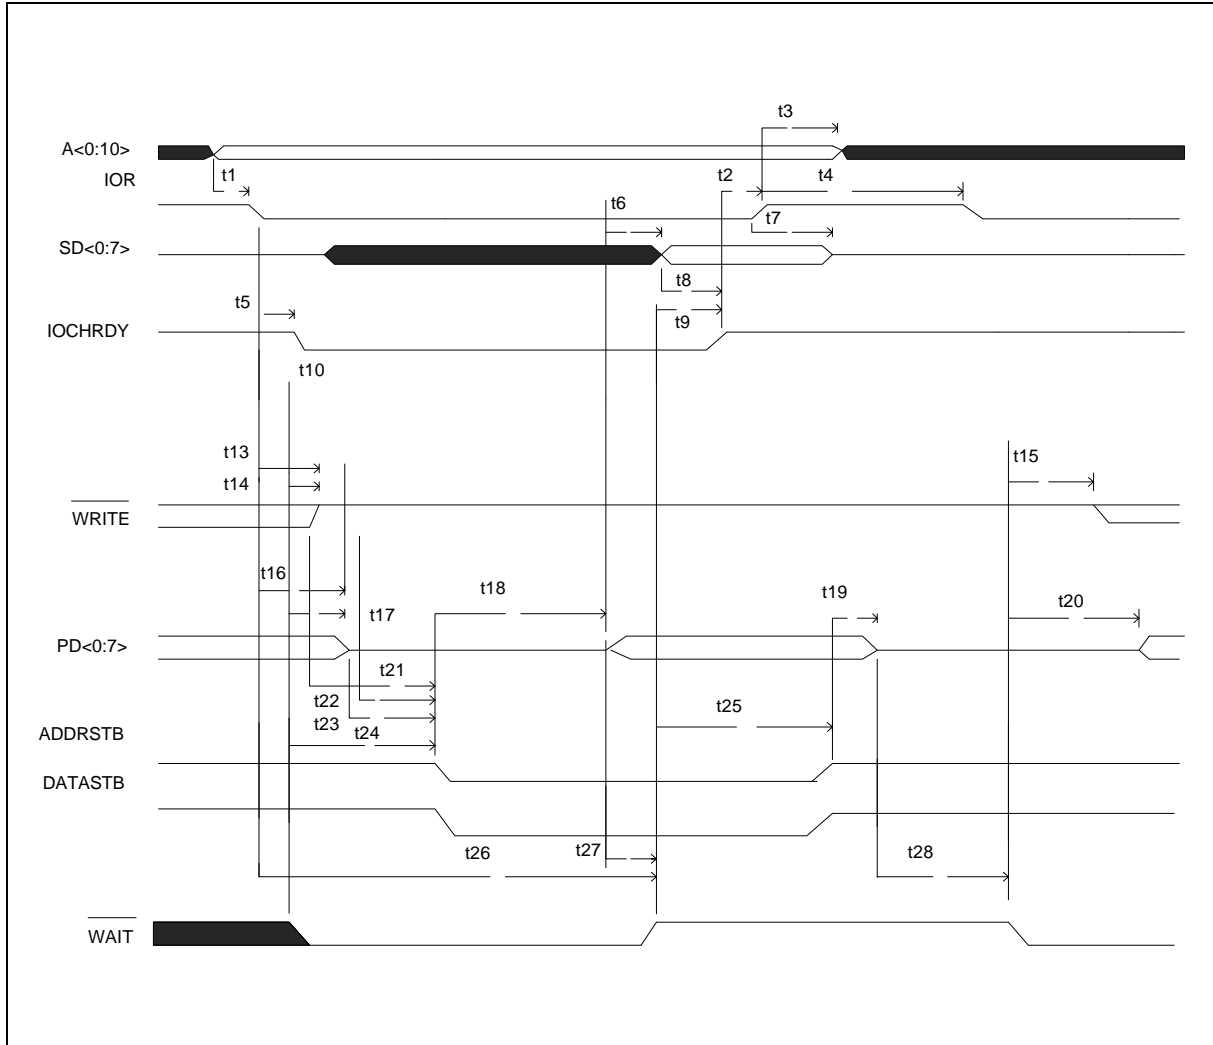 t3
A<0:10>
IOR
t1
t2
t4
t6
t7
SD<0:7>
t8
t5
t9
IOCHRDY
t10
t13
t15
t14
WRITE
t16
t17
t18
t19
t20
PD<0:7>
t21
t22
t23
t24
t25
ADDRSTB
DATASTB
t26
t27
t28
WAIT